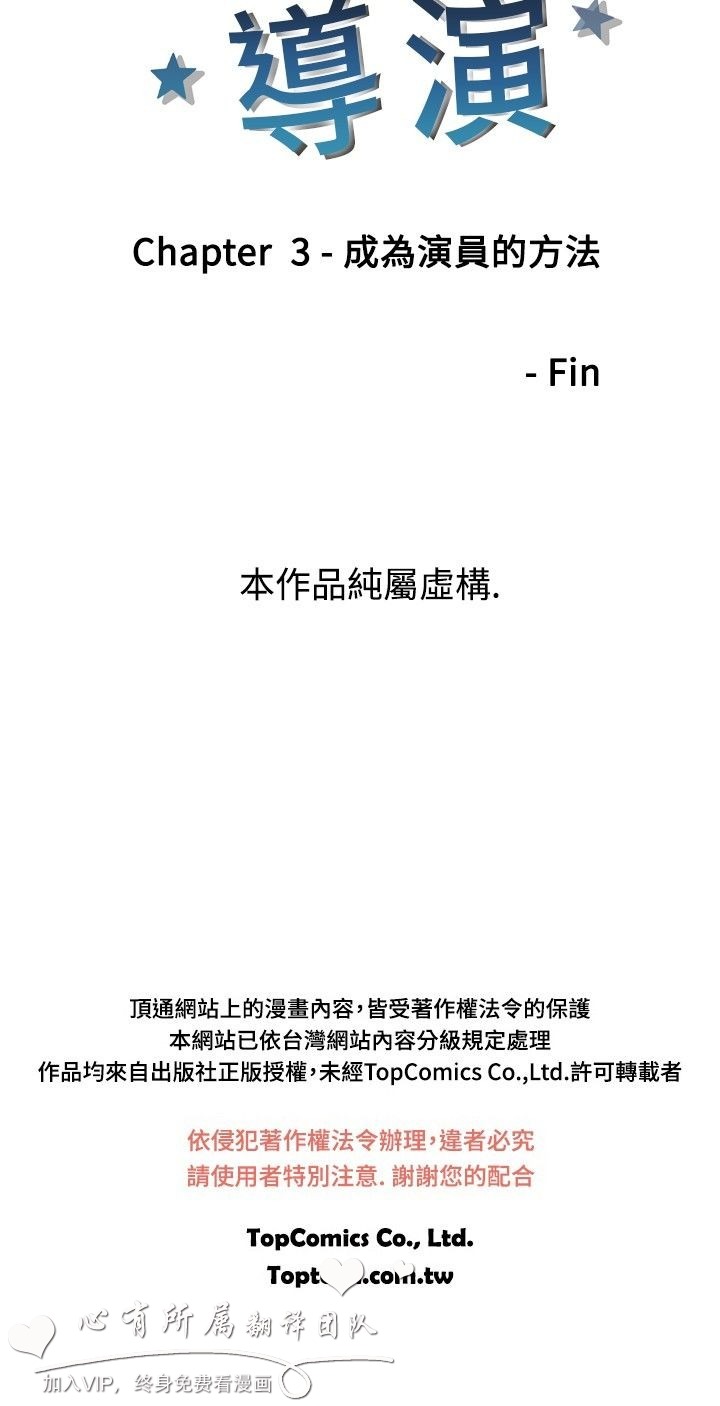 導演
Chapter 3 - 成為演員的方法
- Fin
本作品純屬虛構.
頂通網站上的漫畫內容,皆受著作權法令的保護
本網站已依台灣網站內容分級規定處理
作品均來自出版社正版授權,未經TopComics Co.,Ltd.許可轉載者
依侵犯著作權法令辦理,違者必究
請使用者特別注意. 謝謝您的配合
TopComics Co., Ltd.
.com.tw
心有所属翻译团队
加入VIP，终身免费看漫画